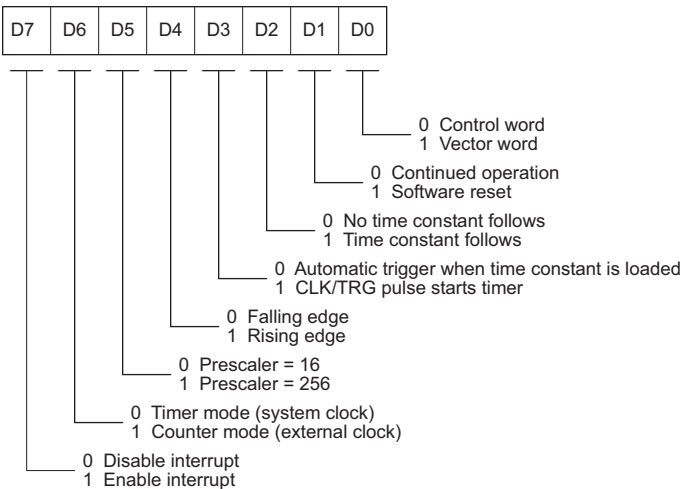 D7 D6 D5 D4 D3 D2 D1 D0
0 Control word
1 Vector word
0 Continued operation
1 Software reset
0 No time constant follows
1 Time constant follows
0 Automatic trigger when time constant is loaded
1 CLK/TRG pulse starts timer
0 Falling edge
1 Rising edge
0 Prescaler = 16
1 Prescaler = 256
0 Timer mode (system clock)
1 Counter mode (external clock)
0 Disable interrupt
1 Enable interrupt